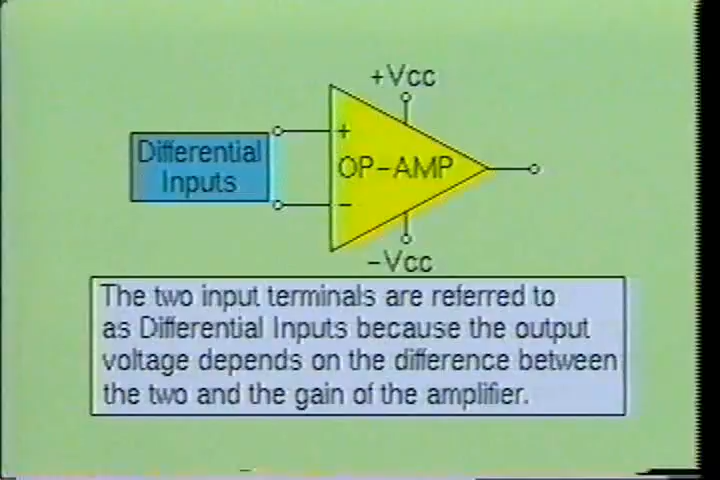 +Vcc
Differential
Inputs
+
OP-AMP
-
-Vcc
The two input terminals are referred to
as Differential Inputs because the output
voltage depends on the difference between
the two and the gain of the amplifier.